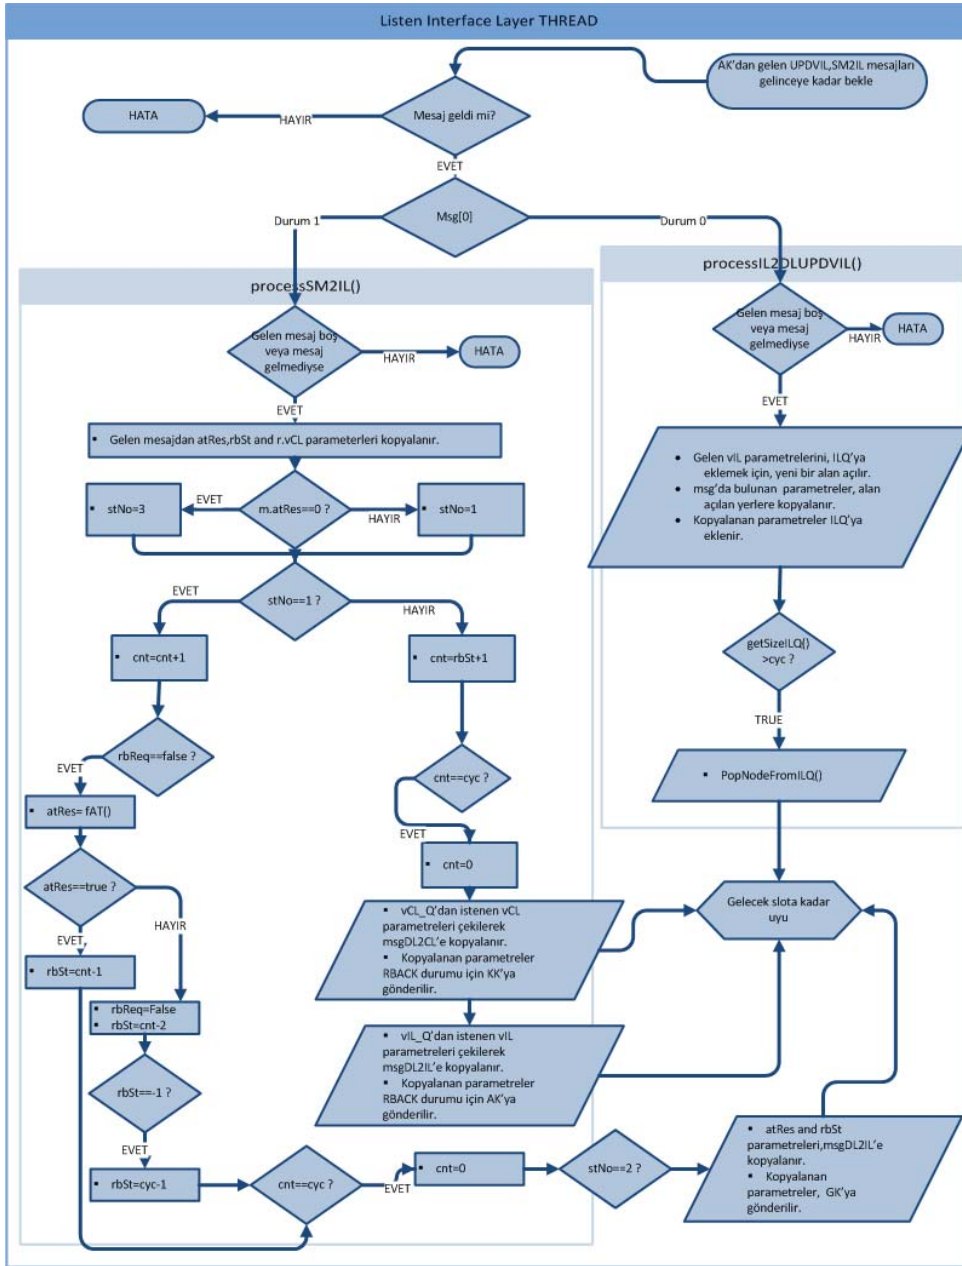 Listen Interface Layer THREAD
AK'dan gelen UPDVIL,SM2IL mesajları
gelinceye kadar bekle
Mesaj geldi mi?
HAYIR
HATA
EVET
Msg[0]
Durum 1
Durum 0
processSM2IL()
Gelen mesaj boş
veya mesaj
gelmediyse
HAYIR
HATA
EVET
▪ Gelen mesajdan atRes,rbSt and r.vCL parameterleri kopyalanır.
m.atRes==0 ?
EVET
▪ stNo=3
HAYIR
▪ stNo=1
stNo==1 ?
EVET
HAYIR
▪ cnt=cnt+1
▪ cnt=rbSt+1
rbReq==false ?
EVET
▪ atRes= fAT()
atRes==true ?
HAYIR
EVET
▪ rbSt=cnt-1
▪ rbReq=False
▪ rbSt=cnt-2
rbSt==-1 ?
EVET
▪ rbSt=cyc-1
cnt==cyc ?
EVET
▪ cnt=0
stNo==2 ?
▪ atRes and rbSt
parametreleri,msgDL2IL'e
kopyalanır.
▪ Kopyalanan
parametreler, GK'ya
gönderilir.
cnt==cyc ?
EVET
▪ cnt=0
▪ vCL_Q'dan istenen vCL
parametreleri çekilerek
msgDL2CL'e kopyalanır.
▪ Kopyalanan parametreler
RBACK durumu için KK'ya
gönderilir.
▪ vIL_Q'dan istenen vIL
parametreleri çekilerek
msgDL2IL'e kopyalanır.
▪ Kopyalanan parametreler
RBACK durumu için AK'ya
gönderilir.
processIL2DLUPDVIL()
Gelen mesaj boş
veya mesaj
gelmediyse
HAYIR
HATA
EVET
• Gelen vIL parametrelerini, ILQ'ya
eklemek için, yeni bir alan açılır.
• msg'da bulunan parametreler, alan
açılan yerlere kopyalanır.
• Kopyalanan parametreler ILQ'ya
eklenir.
getSizeILQ()
>cyc ?
TRUE
▪ PopNodeFromILQ()
Gelecek slota kadar
uyu